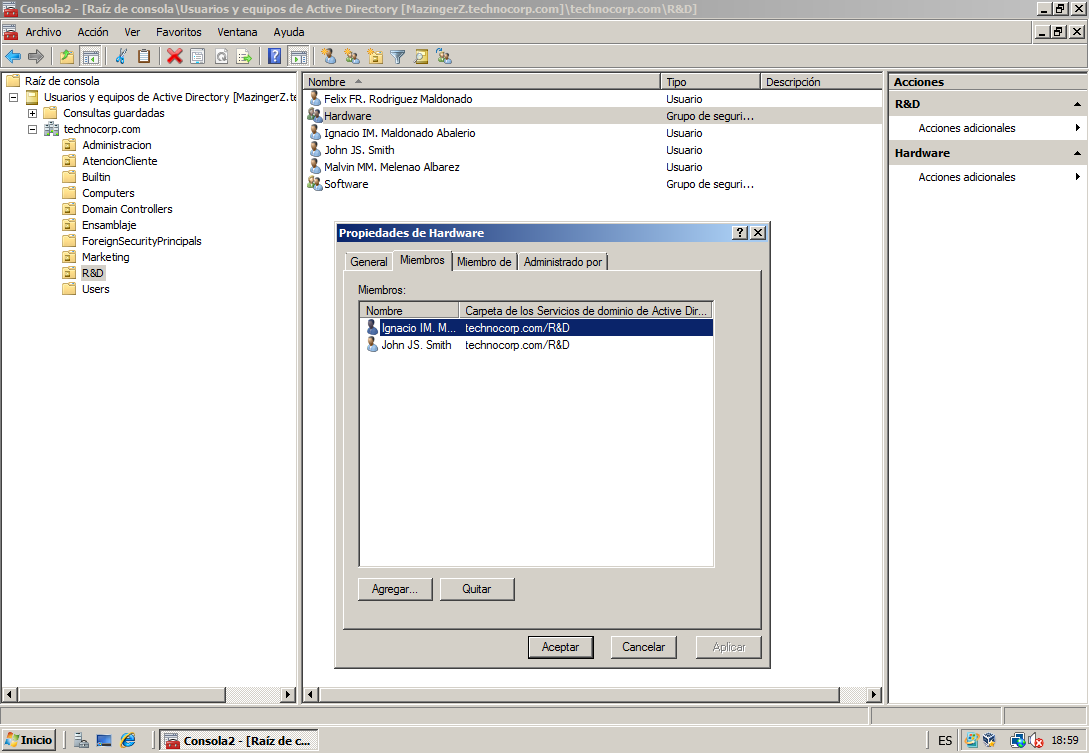 Consola2 - [Raíz de consola\Usuarios y equipos de Active Directory [MazingerZ.technocorp.com]\technocorp.com\R&D]
Archivo Acción Ver Favoritos Ventana Ayuda
Raíz de consola
Usuarios y equipos de Active Directory [MazingerZ.te
Consultas guardadas
technocorp.com
Administracion
AtencionCliente
Builtin
Computers
Domain Controllers
Ensamblaje
ForeignSecurityPrincipals
Marketing
R&D
Users
Nombre Tipo Descripción
Felix FR. Rodriguez Maldonado Usuario
Hardware Grupo de seguri...
Ignacio IM. Maldonado Abalerio Usuario
John JS. Smith Usuario
Malvin MM. Melenao Albarez Usuario
Software Grupo de seguri...
Acciones
R&D
Acciones adicionales
Hardware
Acciones adicionales
Propiedades de Hardware
General Miembros Miembro de Administrado por
Miembros:
Nombre Carpeta de los Servicios de dominio de Active Dir...
Ignacio IM. M... technocorp.com/R&D
John JS. Smith technocorp.com/R&D
Agregar... Quitar
Aceptar Cancelar Aplicar
Inicio Consola2 - [Raíz de c... ES 18:59